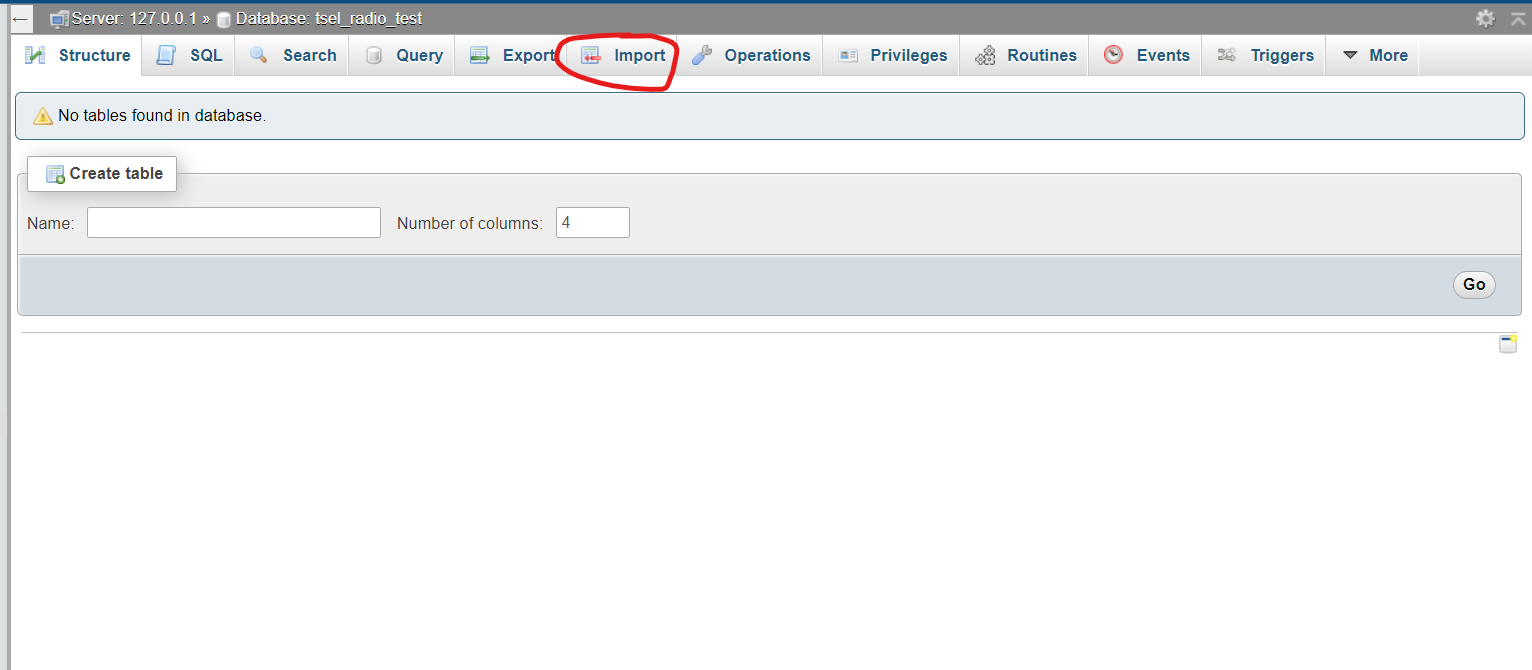 Server: 127.0.0.1 » Database: tsel_radio_test
Structure SQL Search Query Export Import Operations Privileges Routines Events Triggers More
No tables found in database.
Create table
Name: Number of columns: 4
Go